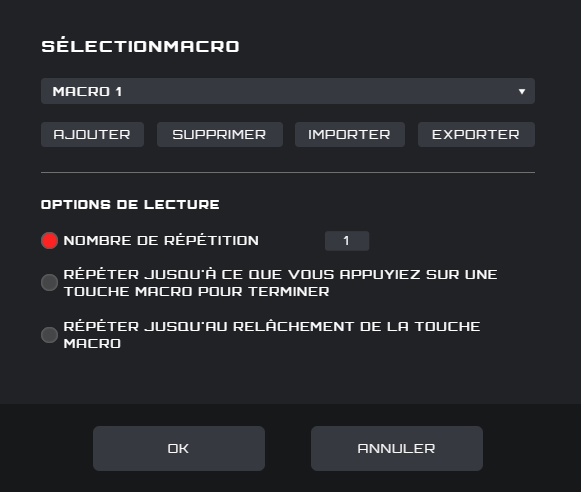 SÉLECTIONMACRO
MACRO 1
AJOUTER SUPPRIMER IMPORTER EXPORTER
OPTIONS DE LECTURE
NOMBRE DE RÉPÉTITION 1
RÉPÉTER JUSQU'À CE QUE VOUS APPUYIEZ SUR UNE
TOUCHE MACRO POUR TERMINER
RÉPÉTER JUSQU'AU RELÂCHEMENT DE LA TOUCHE
MACRO
OK ANNULER